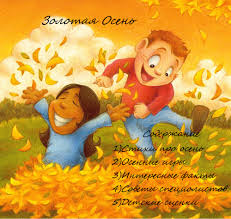 Золотая Осень
Содержание
1)Стихи про осень
2)Осенние игры
3)Интересные факты
4)Советы специалистов
5)Детские сценки